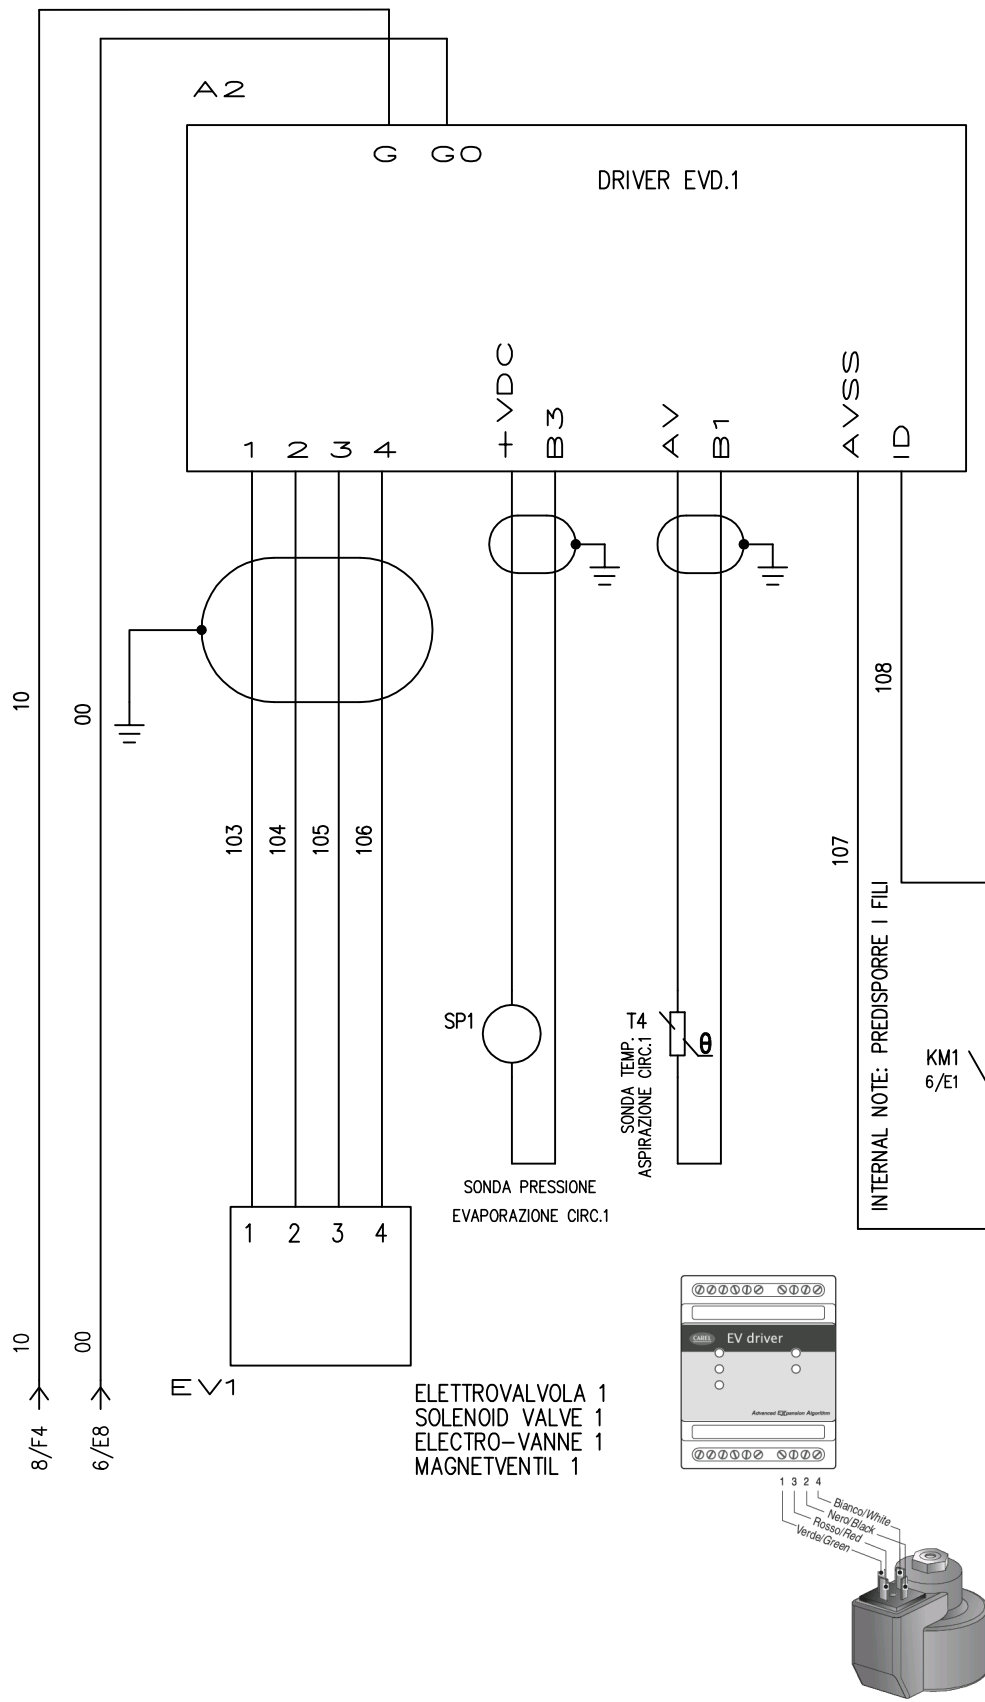 A2
G GO
DRIVER EVD.1
1 2 3 4
+VDC
B3
AV
B1
AVSS
ID
10
00
103
104
105
106
107
108
INTERNAL NOTE: PREDISPORRE I FILI
SP1
T4
θ
SONDA TEMP.
ASPIRAZIONE CIRC.1
KM1
6/E1
SONDA PRESSIONE
EVAPORAZIONE CIRC.1
1 2 3 4
EV1
10
00
8/F4
6/E8
ELETTROVALVOLA 1
SOLENOID VALVE 1
ELECTRO-VANNE 1
MAGNETVENTIL 1
CAREL
EV driver
Advanced EXpansion Algorithm
1 3 2 4
Bianco/White
Nero/Black
Rosso/Red
Verde/Green